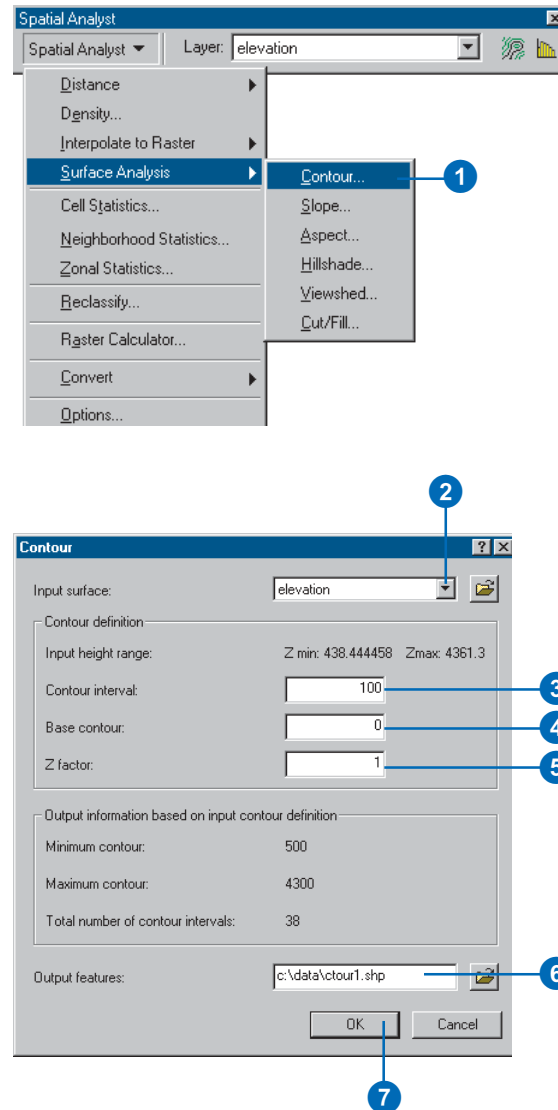 Spatial Analyst
Spatial Analyst Layer: elevation
Distance
Density...
Interpolate to Raster
Surface Analysis
Cell Statistics...
Neighborhood Statistics...
Zonal Statistics...
Reclassify...
Raster Calculator...
Convert
Options...
Contour... 1
Slope...
Aspect...
Hillshade...
Viewshed...
Cut/Fill...
2
Contour
Input surface: elevation
Contour definition
Input height range: Z min: 438.444458 Zmax: 4361.3
Contour interval: 100 3
Base contour: 0 4
Z factor: 1 5
Output information based on input contour definition
Minimum contour: 500
Maximum contour: 4300
Total number of contour intervals: 38
Output features: c:\data\ctour1.shp 6
OK Cancel
7